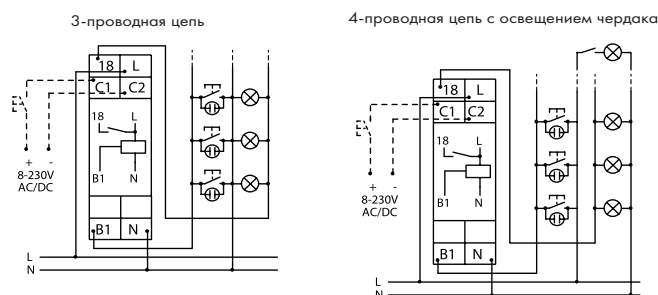 3-проводная цепь
18 L
C1 C2
18 L
B1 N
+ -
8-230V
AC/DC
B1 N
L
N
4-проводная цепь с освещением чердака
18 L
C1 C2
18 L
B1 N
+ -
8-230V
AC/DC
B1 N
L
N